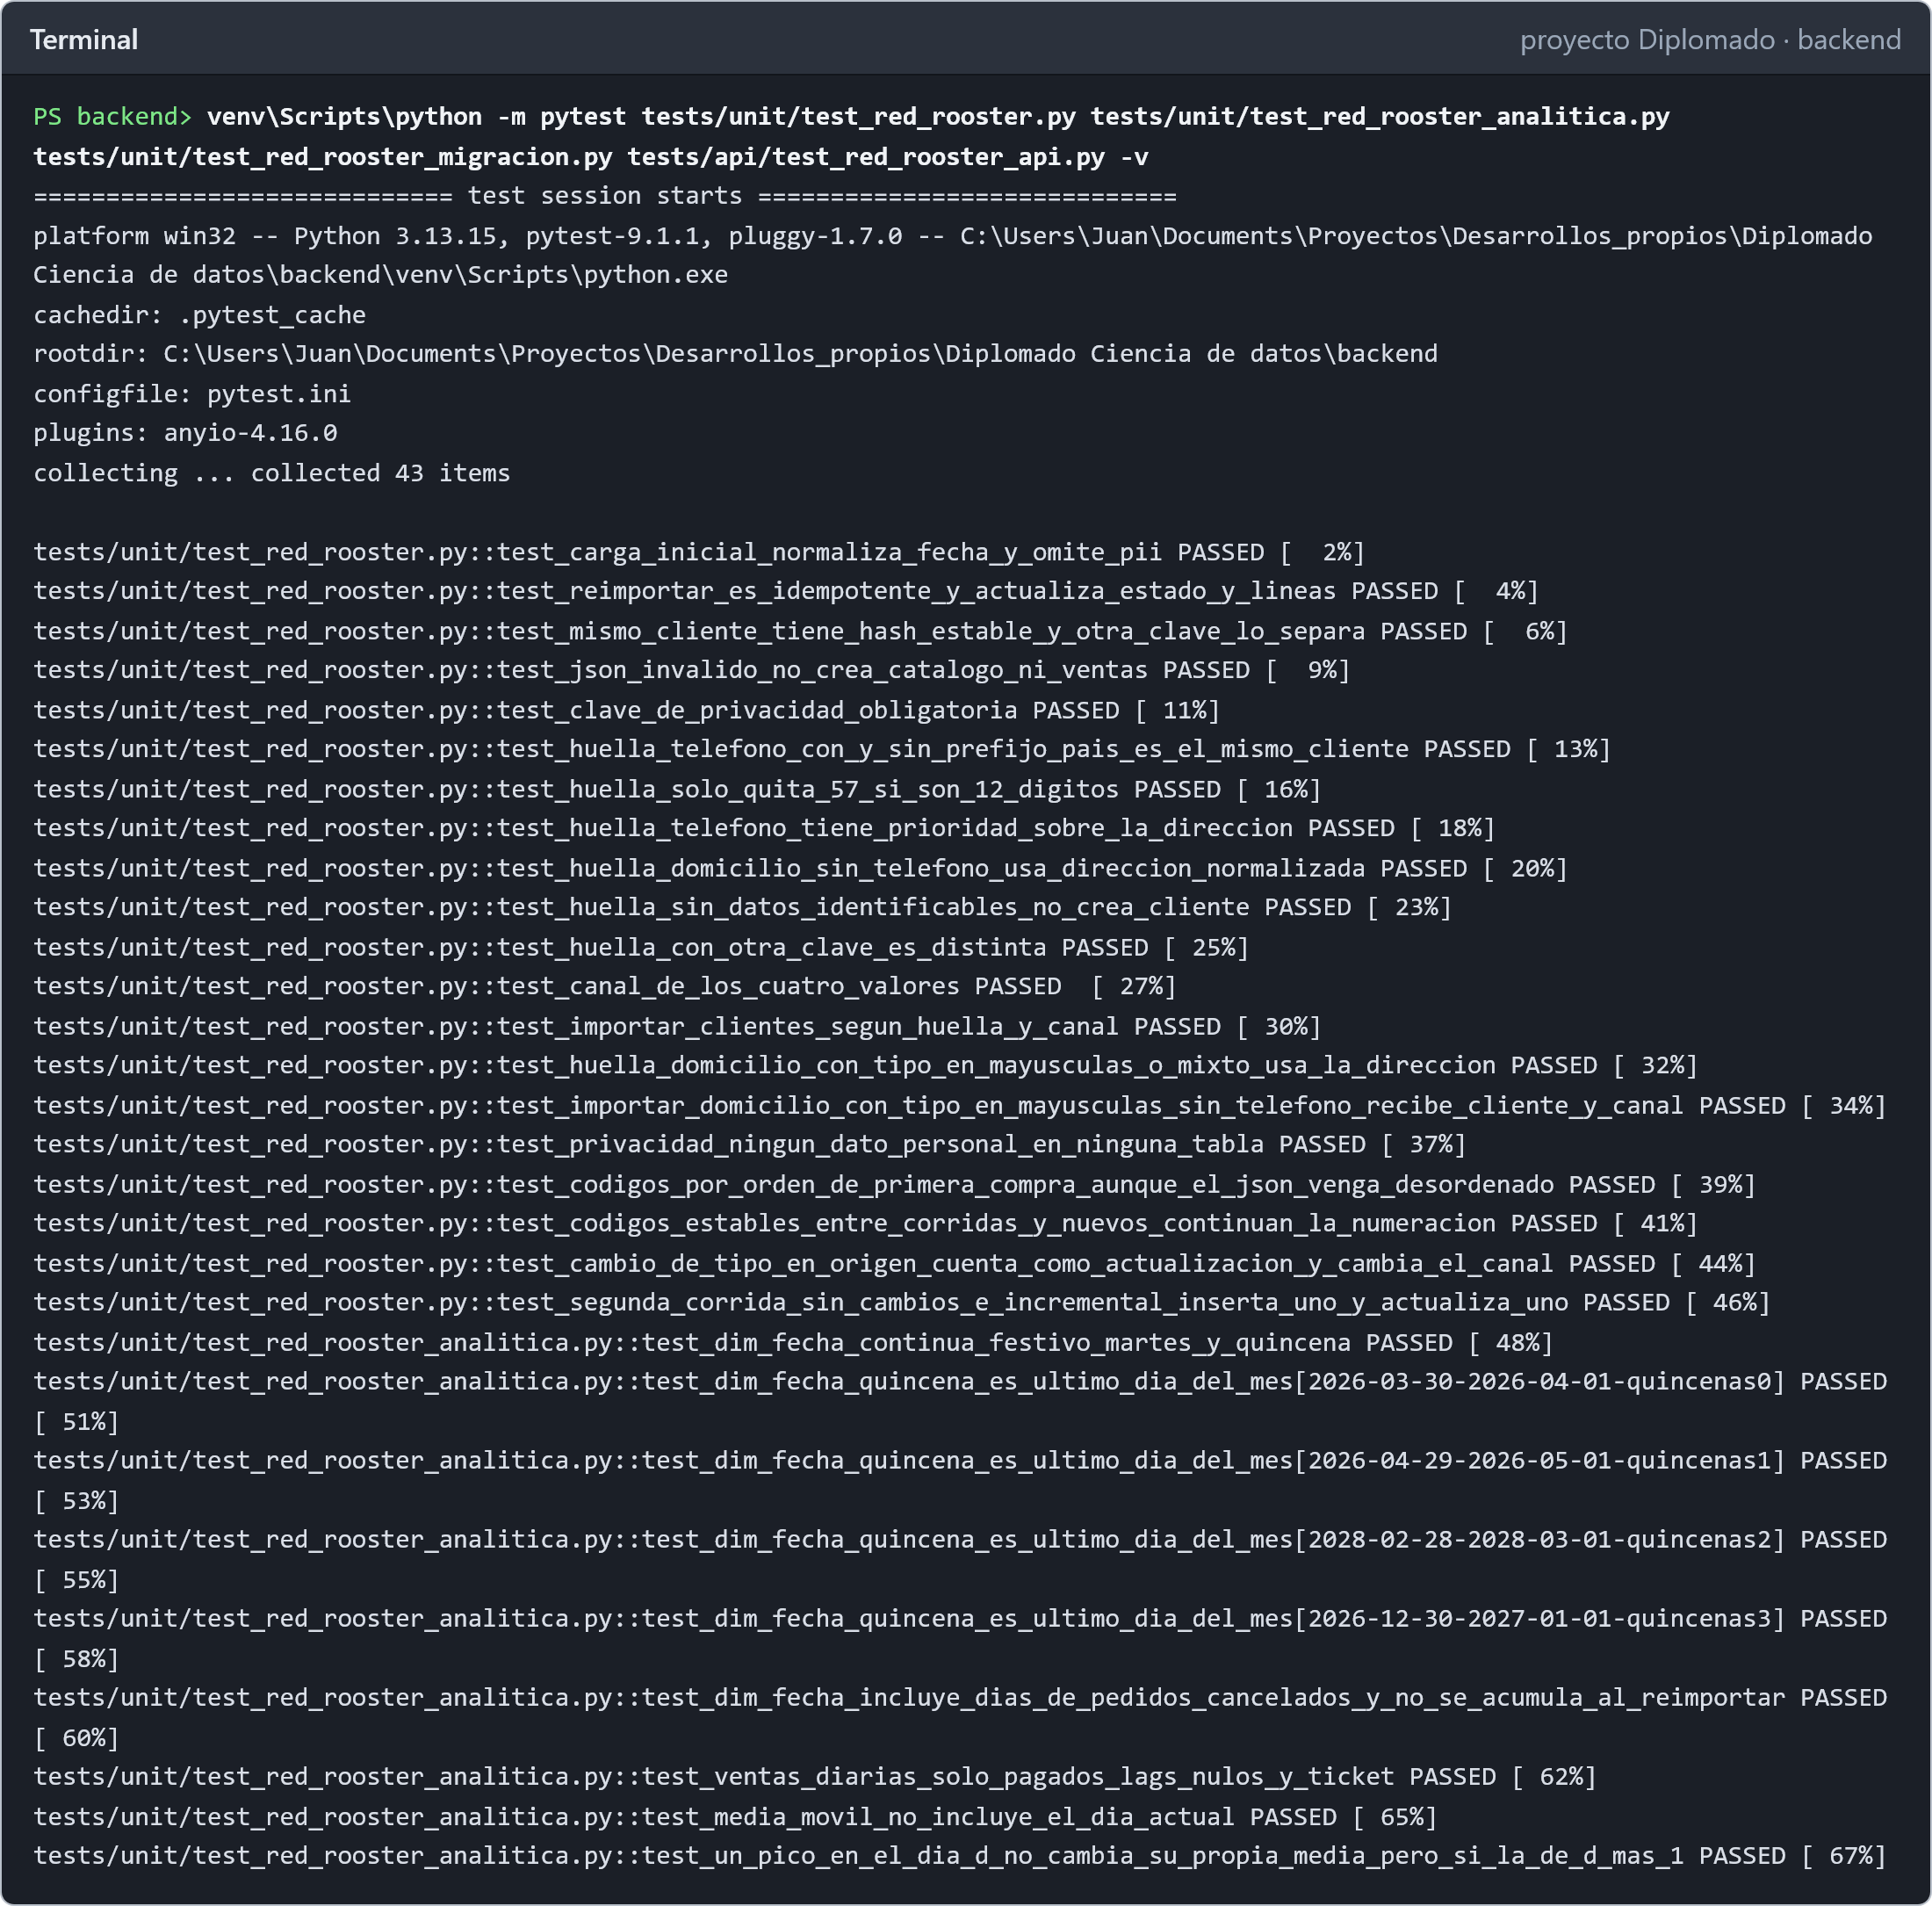 Terminal
proyecto Diplomado · backend
PS backend> venv\Scripts\python -m pytest tests/unit/test_red_rooster.py tests/unit/test_red_rooster_analitica.py
tests/unit/test_red_rooster_migracion.py tests/api/test_red_rooster_api.py -v
============================= test session starts =============================
platform win32 -- Python 3.13.15, pytest-9.1.1, pluggy-1.7.0 -- C:\Users\Juan\Documents\Proyectos\Desarrollos_propios\Diplomado
Ciencia de datos\backend\venv\Scripts\python.exe
cachedir: .pytest_cache
rootdir: C:\Users\Juan\Documents\Proyectos\Desarrollos_propios\Diplomado Ciencia de datos\backend
configfile: pytest.ini
plugins: anyio-4.16.0
collecting ... collected 43 items
tests/unit/test_red_rooster.py::test_carga_inicial_normaliza_fecha_y_omite_pii PASSED [  2%]
tests/unit/test_red_rooster.py::test_reimportar_es_idempotente_y_actualiza_estado_y_lineas PASSED [  4%]
tests/unit/test_red_rooster.py::test_mismo_cliente_tiene_hash_estable_y_otra_clave_lo_separa PASSED [  6%]
tests/unit/test_red_rooster.py::test_json_invalido_no_crea_catalogo_ni_ventas PASSED [  9%]
tests/unit/test_red_rooster.py::test_clave_de_privacidad_obligatoria PASSED [ 11%]
tests/unit/test_red_rooster.py::test_huella_telefono_con_y_sin_prefijo_pais_es_el_mismo_cliente PASSED [ 13%]
tests/unit/test_red_rooster.py::test_huella_solo_quita_57_si_son_12_digitos PASSED [ 16%]
tests/unit/test_red_rooster.py::test_huella_telefono_tiene_prioridad_sobre_la_direccion PASSED [ 18%]
tests/unit/test_red_rooster.py::test_huella_domicilio_sin_telefono_usa_direccion_normalizada PASSED [ 20%]
tests/unit/test_red_rooster.py::test_huella_sin_datos_identificables_no_crea_cliente PASSED [ 23%]
tests/unit/test_red_rooster.py::test_huella_con_otra_clave_es_distinta PASSED [ 25%]
tests/unit/test_red_rooster.py::test_canal_de_los_cuatro_valores PASSED  [ 27%]
tests/unit/test_red_rooster.py::test_importar_clientes_segun_huella_y_canal PASSED [ 30%]
tests/unit/test_red_rooster.py::test_huella_domicilio_con_tipo_en_mayusculas_o_mixto_usa_la_direccion PASSED [ 32%]
tests/unit/test_red_rooster.py::test_importar_domicilio_con_tipo_en_mayusculas_sin_telefono_recibe_cliente_y_canal PASSED [ 34%]
tests/unit/test_red_rooster.py::test_privacidad_ningun_dato_personal_en_ninguna_tabla PASSED [ 37%]
tests/unit/test_red_rooster.py::test_codigos_por_orden_de_primera_compra_aunque_el_json_venga_desordenado PASSED [ 39%]
tests/unit/test_red_rooster.py::test_codigos_estables_entre_corridas_y_nuevos_continuan_la_numeracion PASSED [ 41%]
tests/unit/test_red_rooster.py::test_cambio_de_tipo_en_origen_cuenta_como_actualizacion_y_cambia_el_canal PASSED [ 44%]
tests/unit/test_red_rooster.py::test_segunda_corrida_sin_cambios_e_incremental_inserta_uno_y_actualiza_uno PASSED [ 46%]
tests/unit/test_red_rooster_analitica.py::test_dim_fecha_continua_festivo_martes_y_quincena PASSED [ 48%]
tests/unit/test_red_rooster_analitica.py::test_dim_fecha_quincena_es_ultimo_dia_del_mes[2026-03-30-2026-04-01-quincenas0] PASSED
[ 51%]
tests/unit/test_red_rooster_analitica.py::test_dim_fecha_quincena_es_ultimo_dia_del_mes[2026-04-29-2026-05-01-quincenas1] PASSED
[ 53%]
tests/unit/test_red_rooster_analitica.py::test_dim_fecha_quincena_es_ultimo_dia_del_mes[2028-02-28-2028-03-01-quincenas2] PASSED
[ 55%]
tests/unit/test_red_rooster_analitica.py::test_dim_fecha_quincena_es_ultimo_dia_del_mes[2026-12-30-2027-01-01-quincenas3] PASSED
[ 58%]
tests/unit/test_red_rooster_analitica.py::test_dim_fecha_incluye_dias_de_pedidos_cancelados_y_no_se_acumula_al_reimportar PASSED
[ 60%]
tests/unit/test_red_rooster_analitica.py::test_ventas_diarias_solo_pagados_lags_nulos_y_ticket PASSED [ 62%]
tests/unit/test_red_rooster_analitica.py::test_media_movil_no_incluye_el_dia_actual PASSED [ 65%]
tests/unit/test_red_rooster_analitica.py::test_un_pico_en_el_dia_d_no_cambia_su_propia_media_pero_si_la_de_d_mas_1 PASSED [ 67%]